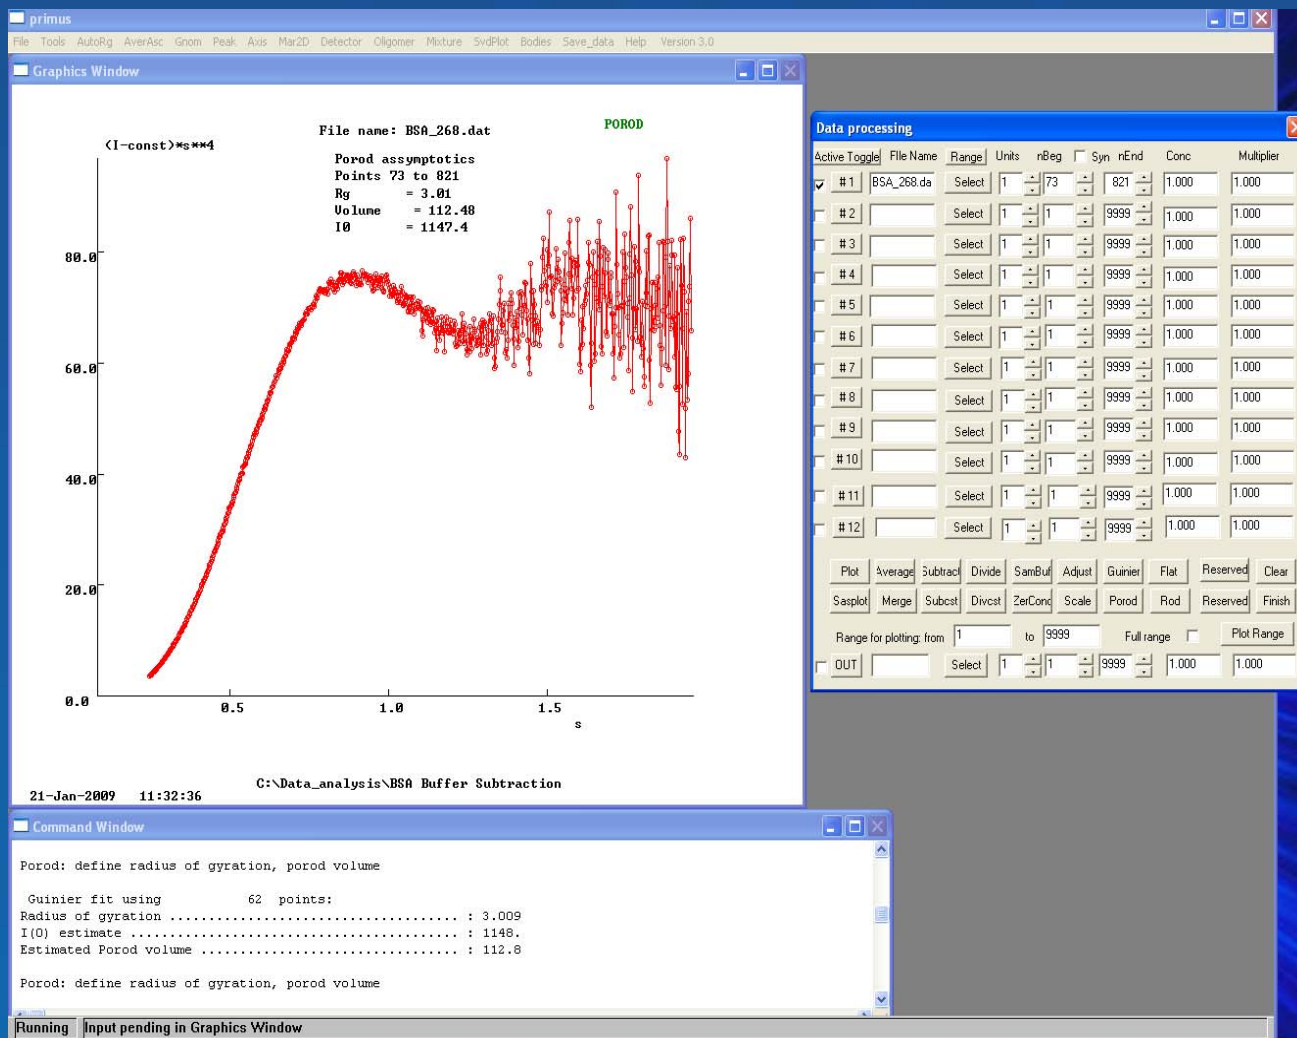 primus
File Tools AutoRg AverAsc Gnom Peak Axis Mar2D Detector Oligomer Mixture SvdPlot Bodies Save_data Help Version 3.0
Graphics Window
(I-const)*s**4
File name: BSA_268.dat
POROD
Porod assymptotics
Points 73 to 821
Rg = 3.01
Volume = 112.48
I0 = 1147.4
80.0
60.0
40.0
20.0
0.0
0.5 1.0 1.5
s
C:\Data_analysis\BSA Buffer Subtraction
21-Jan-2009 11:32:36
Data processing
Active Toggle FIle Name Range Units nBeg Syn nEnd Conc Multiplier
#1 BSA_268.da Select 1 73 821 1.000 1.000
#2 Select 1 1 9999 1.000 1.000
#3 Select 1 1 9999 1.000 1.000
#4 Select 1 1 9999 1.000 1.000
#5 Select 1 1 9999 1.000 1.000
#6 Select 1 1 9999 1.000 1.000
#7 Select 1 1 9999 1.000 1.000
#8 Select 1 1 9999 1.000 1.000
#9 Select 1 1 9999 1.000 1.000
#10 Select 1 1 9999 1.000 1.000
#11 Select 1 1 9999 1.000 1.000
#12 Select 1 1 9999 1.000 1.000
Plot Average Subtract Divide SamBuf Adjust Guinier Flat Reserved Clear
Sasplot Merge Subcst Divcst ZerConc Scale Porod Rod Reserved Finish
Range for plotting: from 1 to 9999 Full range Plot Range
OUT Select 1 1 9999 1.000 1.000
Command Window
Porod: define radius of gyration, porod volume
Guinier fit using 62 points:
Radius of gyration ..................................... : 3.009
I(0) estimate .......................................... : 1148.
Estimated Porod volume ................................. : 112.8
Porod: define radius of gyration, porod volume
Running Input pending in Graphics Window